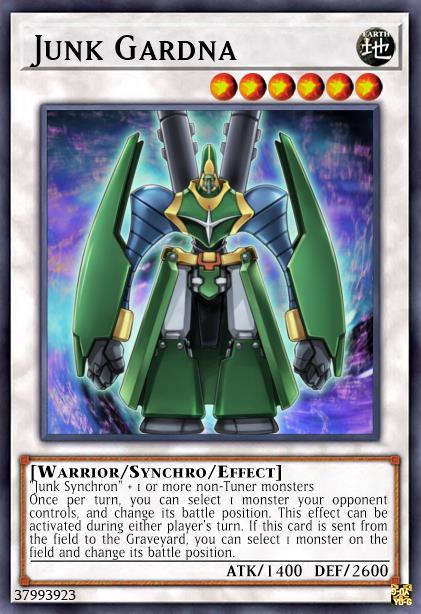 JUNK GARDNA
EARTH
地
[WARRIOR/SYNCHRO/EFFECT]
"Junk Synchron" + 1 or more non-Tuner monsters
Once per turn, you can select 1 monster your opponent
controls, and change its battle position. This effect can be
activated during either player's turn. If this card is sent from
the field to the Graveyard, you can select 1 monster on the
field and change its battle position.
ATK/1400 DEF/2600
37993923